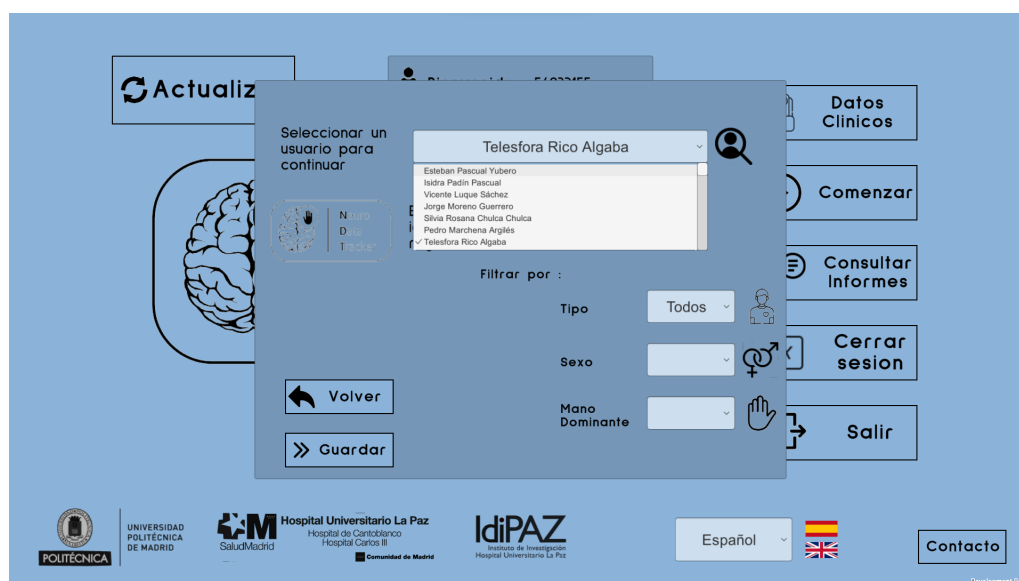 Actualiz
Datos
Clinicos
Seleccionar un
usuario para
continuar
Telesfora Rico Algaba
Esteban Pascual Yubero
Isidra Padín Pascual
Vicente Luque Sáchez
Jorge Moreno Guerrero
Silvia Rosana Chulca Chulca
Pedro Marchena Argilés
Telesfora Rico Algaba
Comenzar
Neuro
Data
Tracker
Filtrar por :
Consultar
Informes
Tipo
Todos
Cerrar
sesion
Sexo
Volver
Mano
Dominante
Salir
Guardar
POLITÉCNICA
UNIVERSIDAD
POLITÉCNICA
DE MADRID
SaludMadrid
Hospital Universitario La Paz
Hospital de Cantoblanco
Hospital Carlos III
Comunidad de Madrid
IdiPAZ
Instituto de Investigación
Hospital Universitario La Paz
Español
Contacto